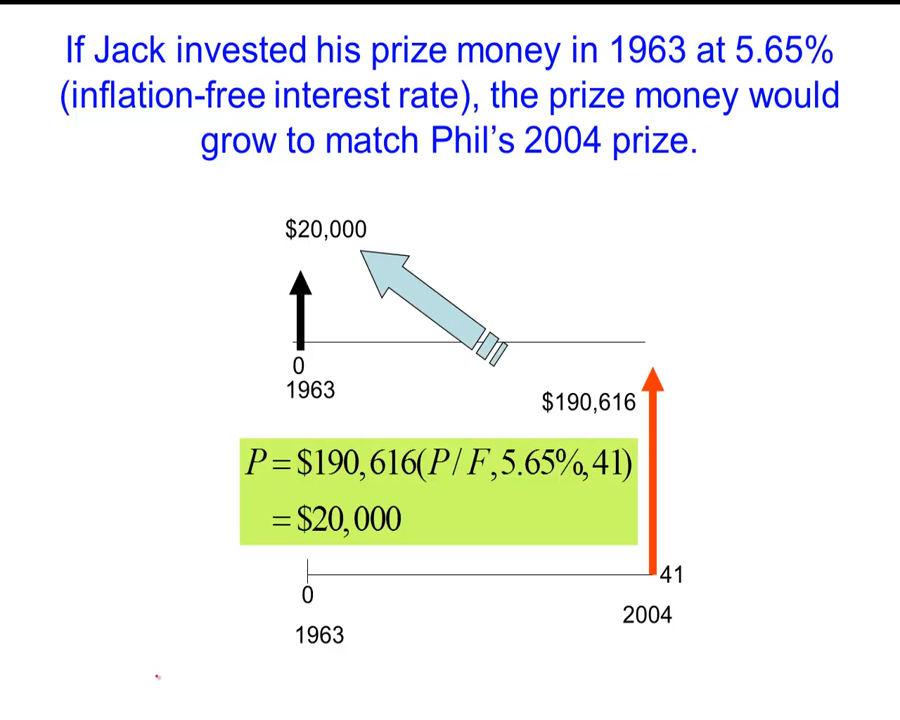 If Jack invested his prize money in 1963 at 5.65%
(inflation-free interest rate), the prize money would
grow to match Phil’s 2004 prize.
$20,000
0
1963
$190,616
P = $190,616(P / F, 5.65%, 41)
= $20,000
41
0
2004
1963